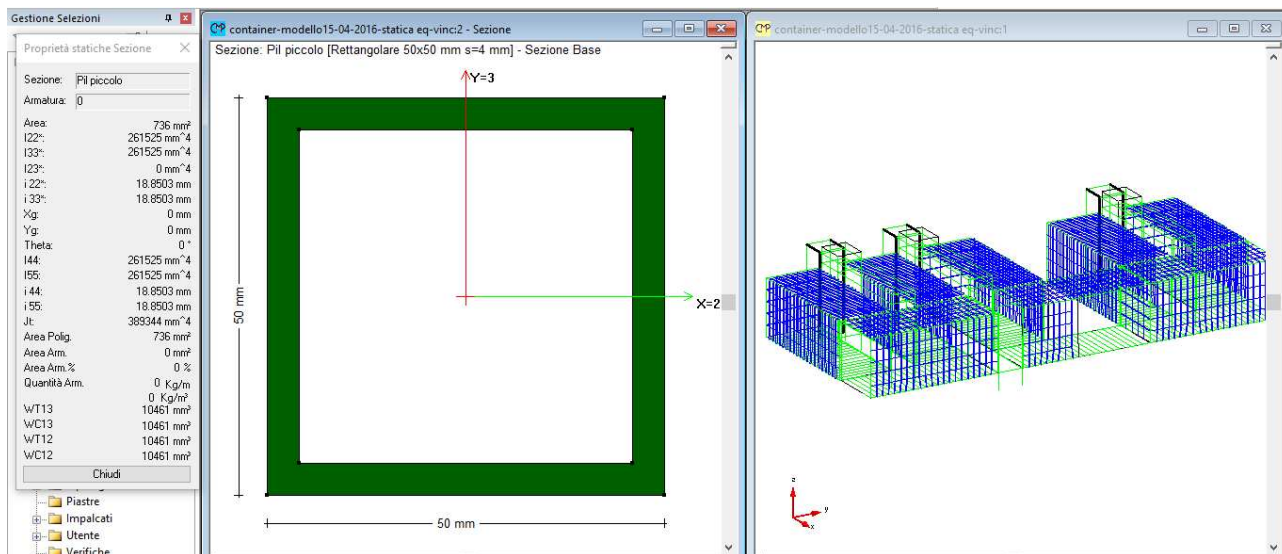 Gestione Selezioni
Proprietà statiche Sezione
Sezione: Pil piccolo
Armatura: 0
Area: 736 mm²
I22*: 261525 mm^4
I33*: 261525 mm^4
I23*: 0 mm^4
i 22*: 18.8503 mm
i 33*: 18.8503 mm
Xg: 0 mm
Yg: 0 mm
Theta: 0 °
I44: 261525 mm^4
I55: 261525 mm^4
i 44: 18.8503 mm
i 55: 18.8503 mm
Jt: 389344 mm^4
Area Polig. 736 mm²
Area Arm. 0 mm²
Area Arm.% 0 %
Quantità Arm. 0 Kg/m
0 Kg/m³
WT13 10461 mm³
WC13 10461 mm³
WT12 10461 mm³
WC12 10461 mm³
Chiudi
Piastre
Impalcati
Utente
Verifiche
CMP container-modello15-04-2016-statica eq-vinc:2 - Sezione
Sezione: Pil piccolo [Rettangolare 50x50 mm s=4 mm] - Sezione Base
Y=3
X=2
50 mm
50 mm
CMP container-modello15-04-2016-statica eq-vinc:1
z
y
x